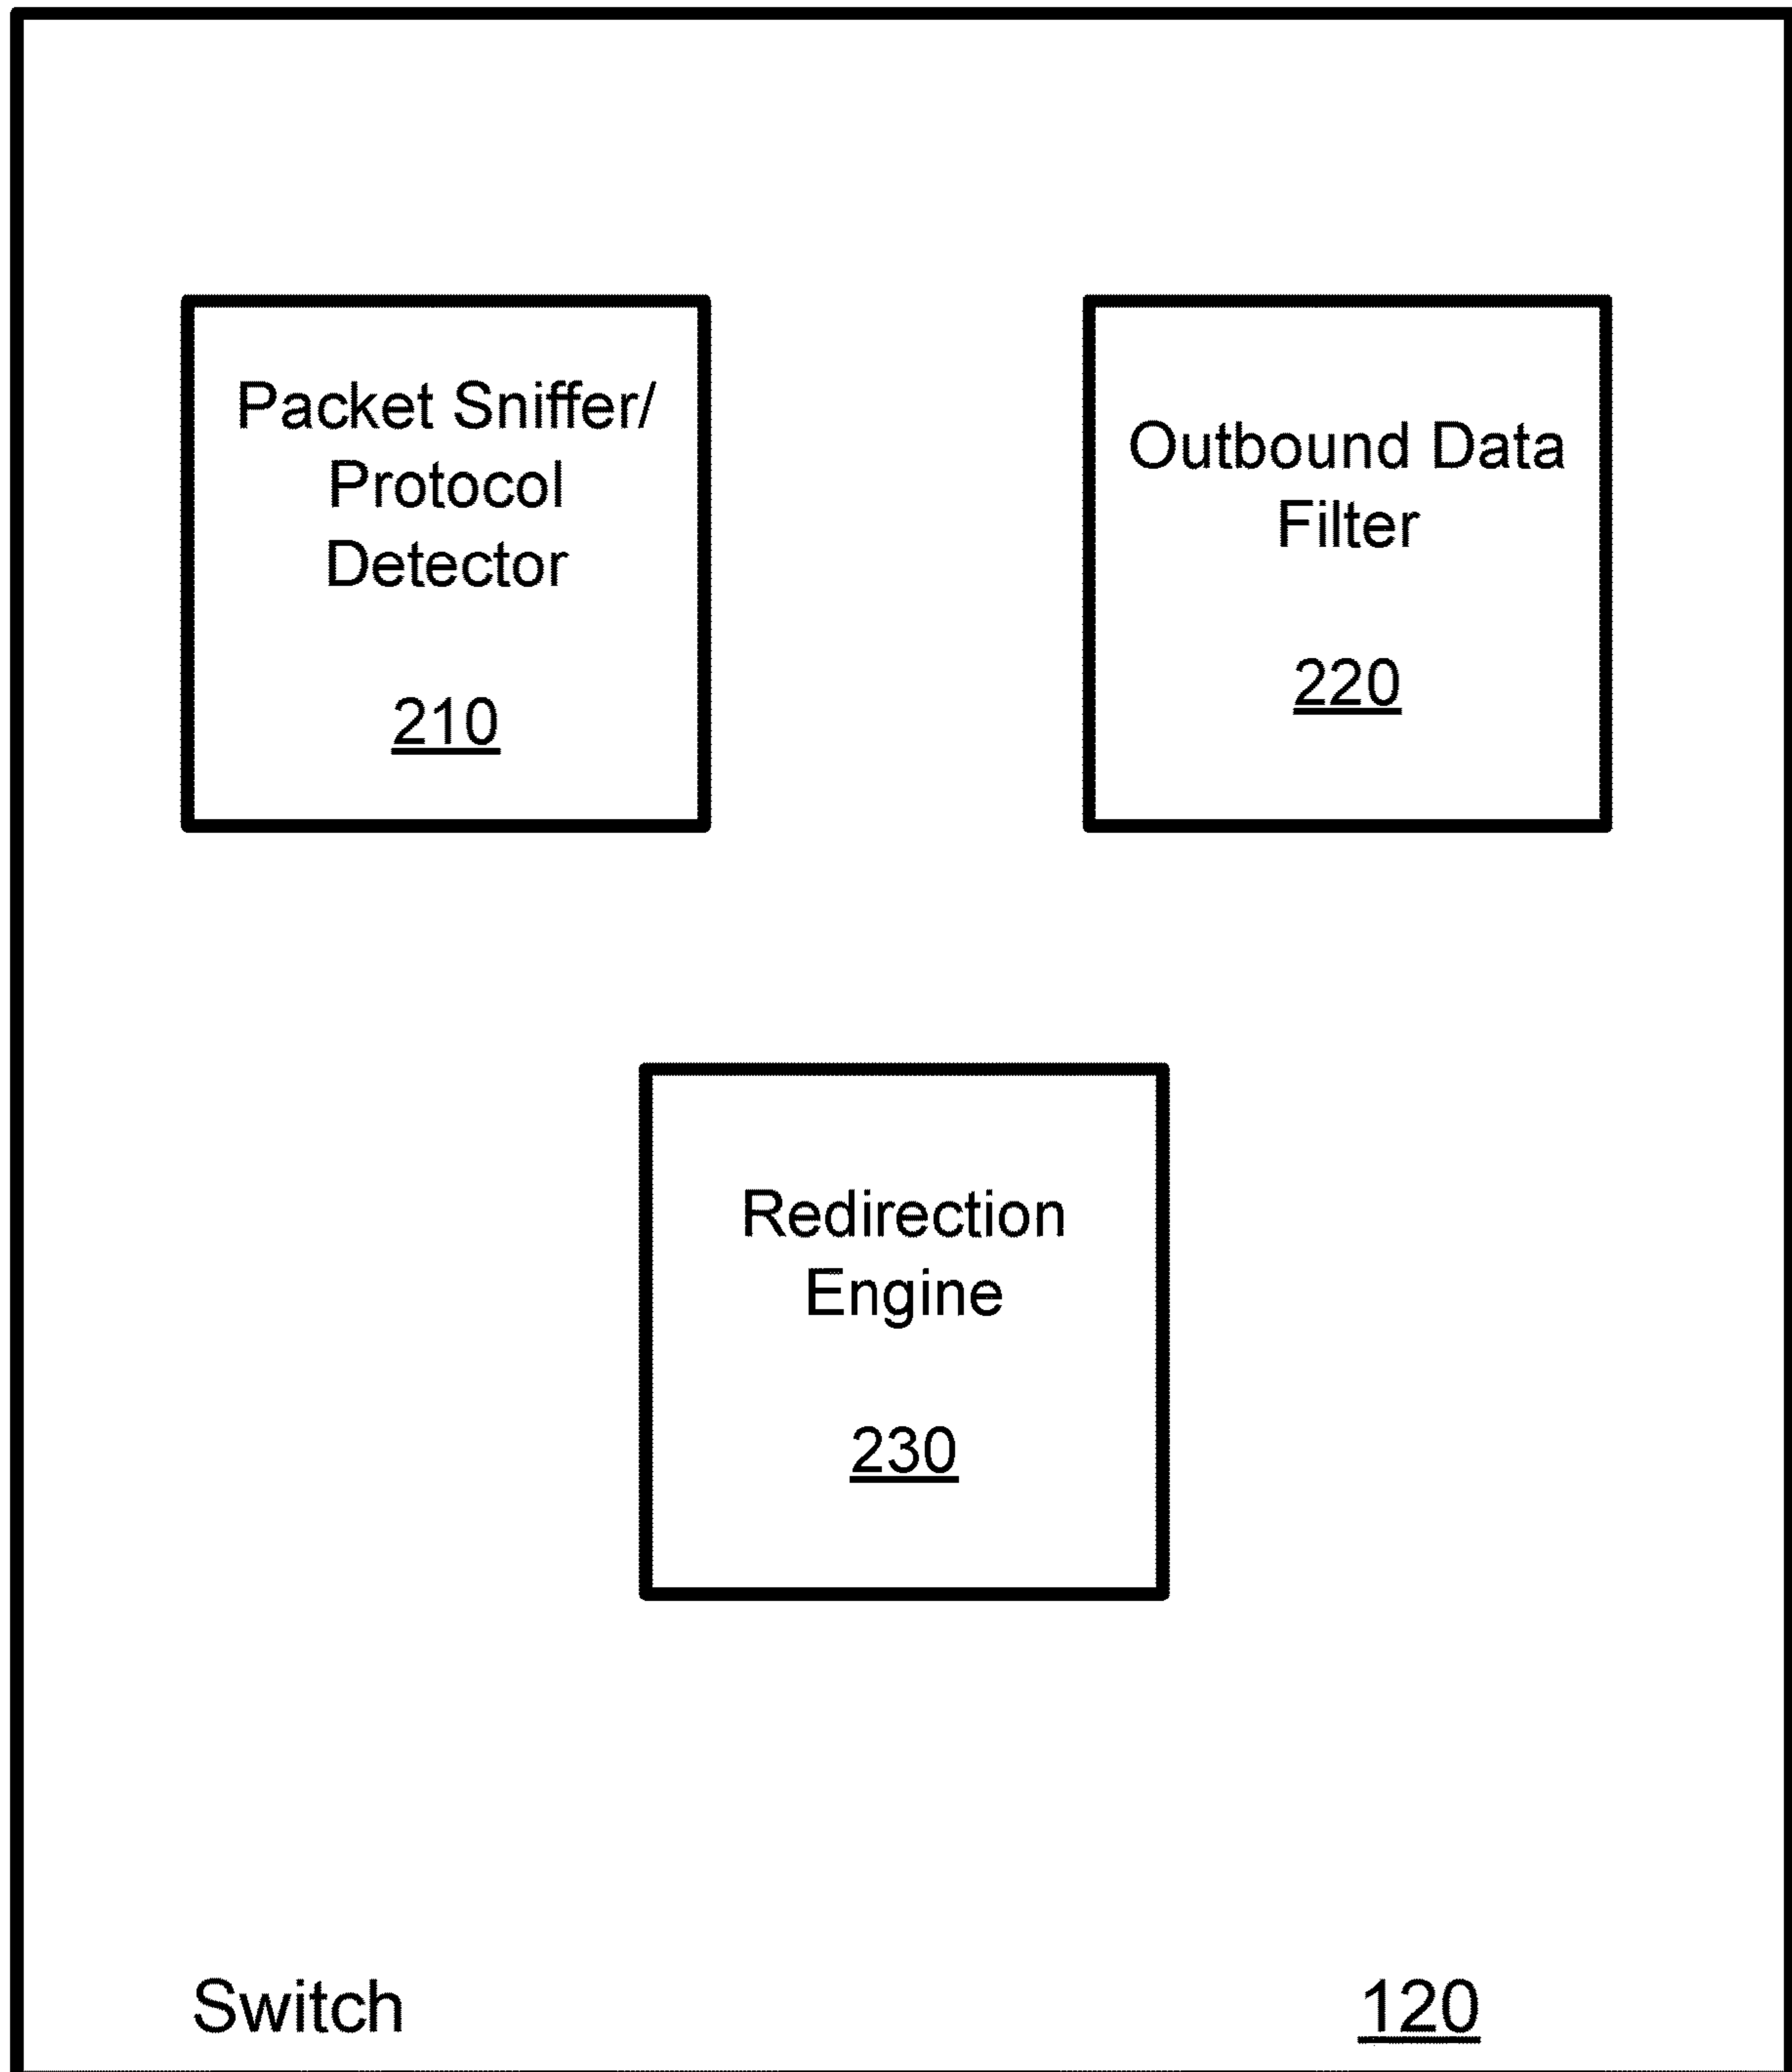 Packet Sniffer/
Protocol
Detector
210
Outbound Data
Filter
220
Redirection
Engine
230
Switch
120